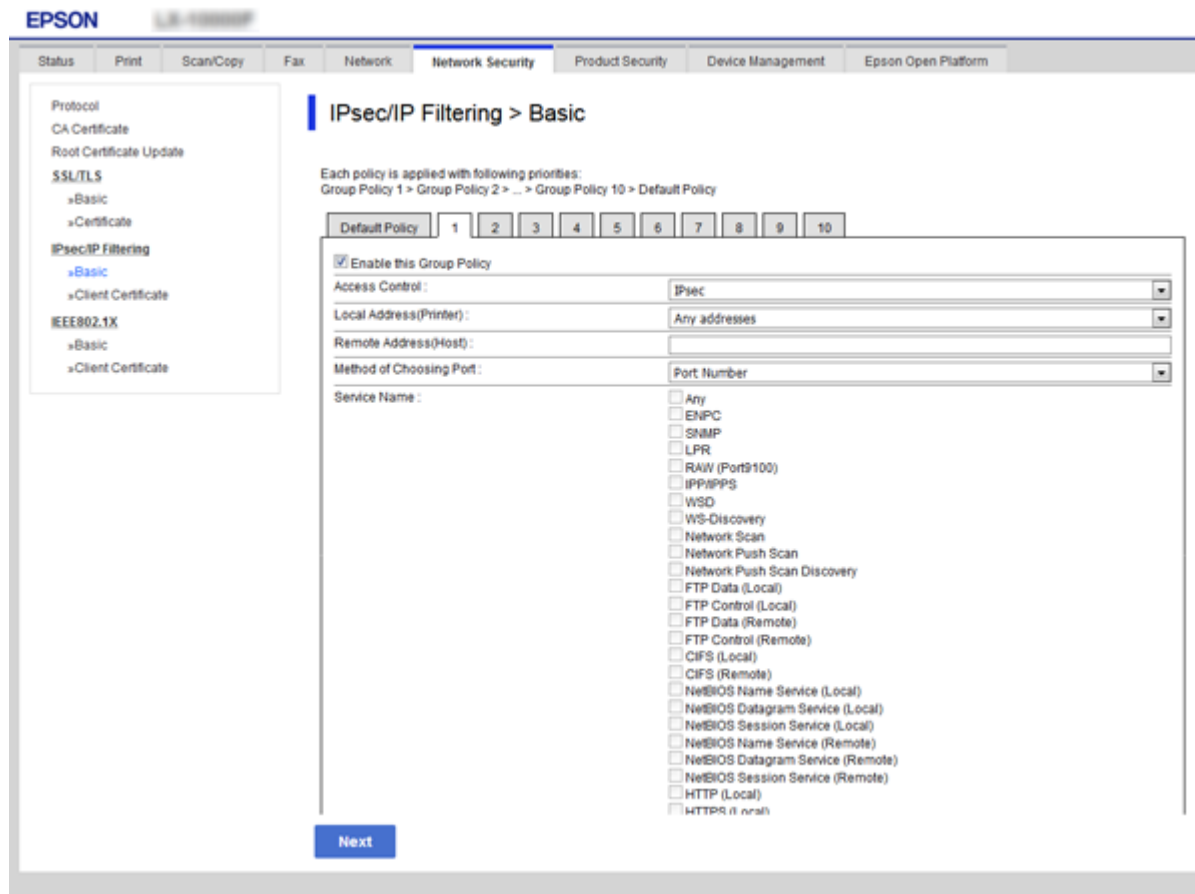 EPSON
Status Print Scan/Copy Fax Network Network Security Product Security Device Management Epson Open Platform
Protocol
CA Certificate
Root Certificate Update
SSL/TLS
»Basic
»Certificate
IPsec/IP Filtering
»Basic
»Client Certificate
IEEE802.1X
»Basic
»Client Certificate
IPsec/IP Filtering > Basic
Each policy is applied with following priorities:
Group Policy 1 > Group Policy 2 > ... > Group Policy 10 > Default Policy
Default Policy 1 2 3 4 5 6 7 8 9 10
Enable this Group Policy
Access Control : IPsec
Local Address(Printer) : Any addresses
Remote Address(Host) :
Method of Choosing Port : Port Number
Service Name : Any
ENPC
SNMP
LPR
RAW (Port9100)
IPP/IPPS
WSD
WS-Discovery
Network Scan
Network Push Scan
Network Push Scan Discovery
FTP Data (Local)
FTP Control (Local)
FTP Data (Remote)
FTP Control (Remote)
CIFS (Local)
CIFS (Remote)
NetBIOS Name Service (Local)
NetBIOS Datagram Service (Local)
NetBIOS Session Service (Local)
NetBIOS Name Service (Remote)
NetBIOS Datagram Service (Remote)
NetBIOS Session Service (Remote)
HTTP (Local)
HTTPS (Local)
Next